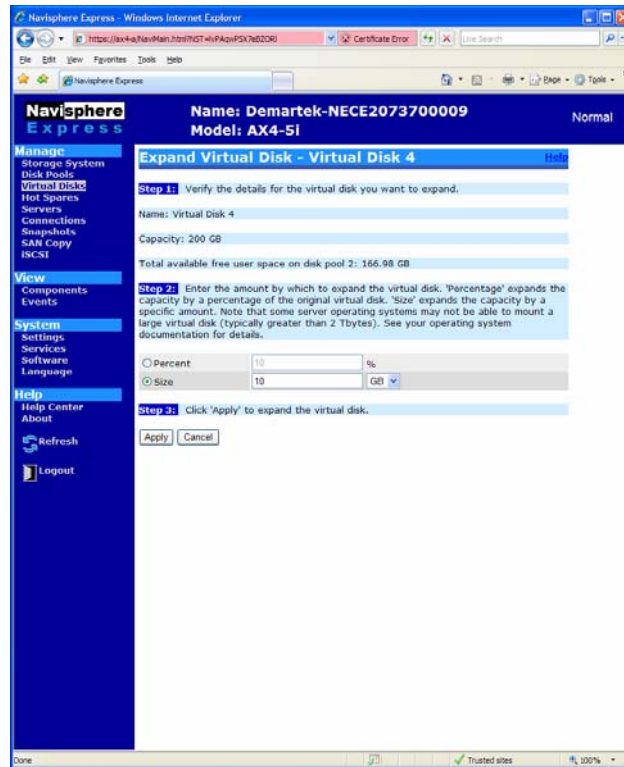 Navisphere Express - Windows Internet Explorer
https://ax4-a/NaviMain.html?NST=
Certificate Error
Live Search
File Edit View Favorites Tools Help
Navisphere Express
Page Tools
Navisphere
Express
Name: Demartek-NECE2073700009
Model: AX4-5i
Normal
Manage
Storage System
Disk Pools
Virtual Disks
Hot Spares
Servers
Connections
Snapshots
SAN Copy
iSCSI
View
Components
Events
System
Settings
Services
Software
Language
Help
Help Center
About
Refresh
Logout
Expand Virtual Disk - Virtual Disk 4
Help
Step 1: Verify the details for the virtual disk you want to expand.
Name: Virtual Disk 4
Capacity: 200 GB
Total available free user space on disk pool 2: 166.98 GB
Step 2: Enter the amount by which to expand the virtual disk. 'Percentage' expands the
capacity by a percentage of the original virtual disk. 'Size' expands the capacity by a
specific amount. Note that some server operating systems may not be able to mount a
large virtual disk (typically greater than 2 Tbytes). See your operating system
documentation for details.
Percent 10 %
Size 10 GB
Step 3: Click 'Apply' to expand the virtual disk.
Apply Cancel
Done
Trusted sites
100%